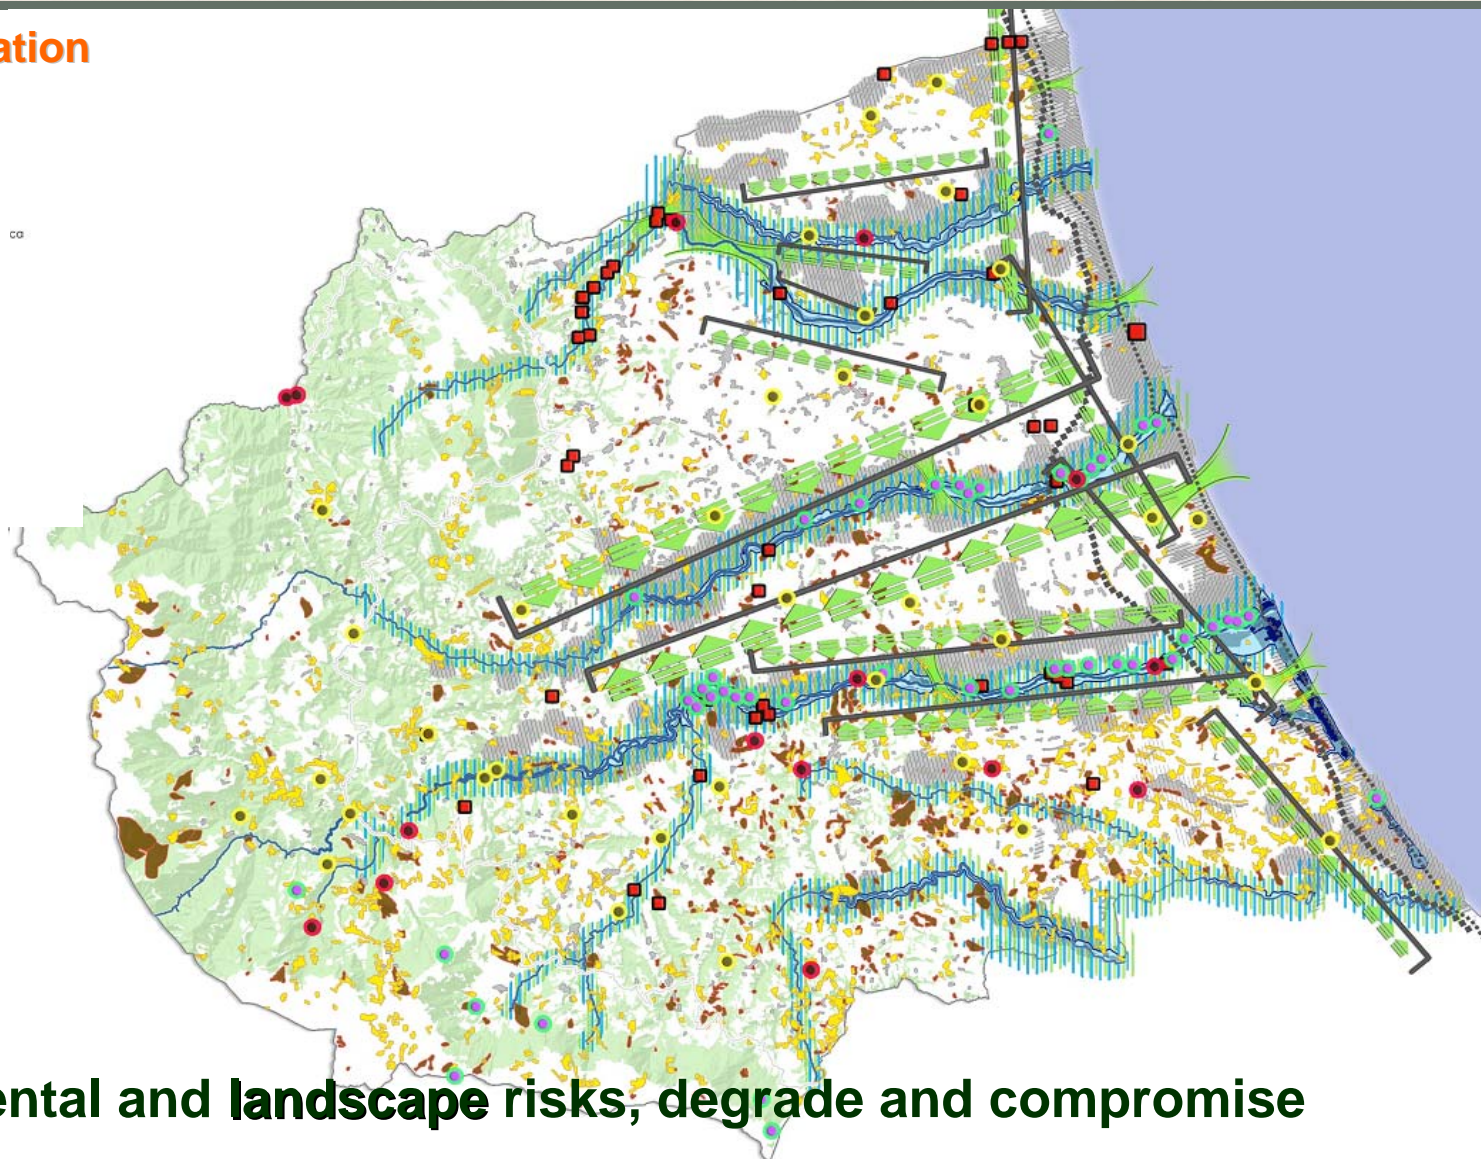 ation
ca
ental and landscape risks, degrade and compromise